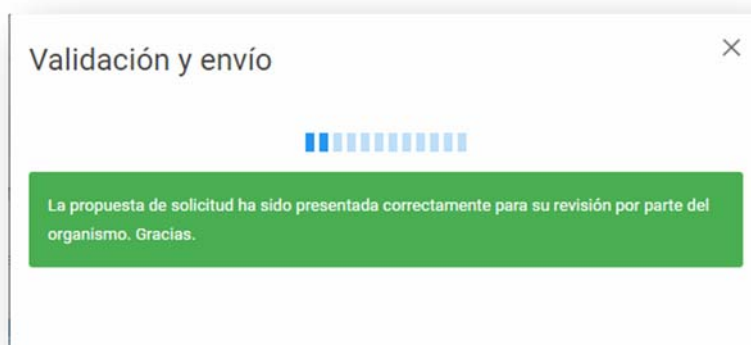 Validación y envío
La propuesta de solicitud ha sido presentada correctamente para su revisión por parte del
organismo. Gracias.